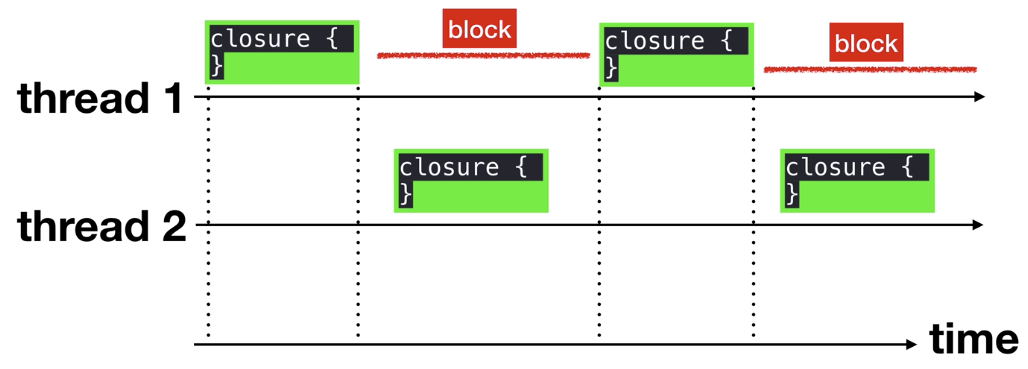 closure {
}
block
closure {
}
block
thread 1
closure {
}
closure {
}
thread 2
time